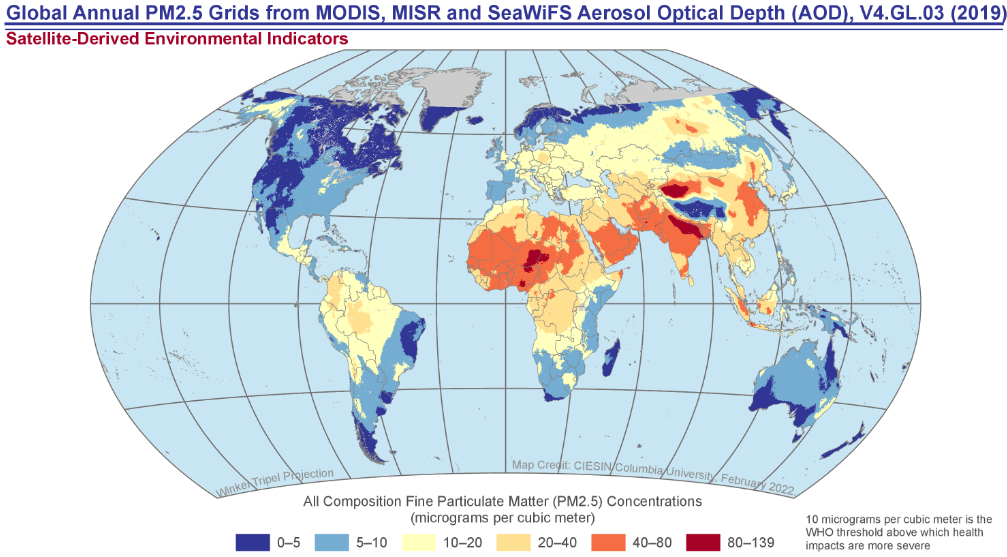 Global Annual PM2.5 Grids from MODIS, MISR and SeaWiFS Aerosol Optical Depth (AOD), V4.GL.03 (2019)
Satellite-Derived Environmental Indicators
Winkel Tripel Projection
Map Credit: CIESIN Columbia University, February 2022.
All Composition Fine Particulate Matter (PM2.5) Concentrations
(micrograms per cubic meter)
0–5 5–10 10–20 20–40 40–80 80–139
10 micrograms per cubic meter is the
WHO threshold above which health
impacts are more severe